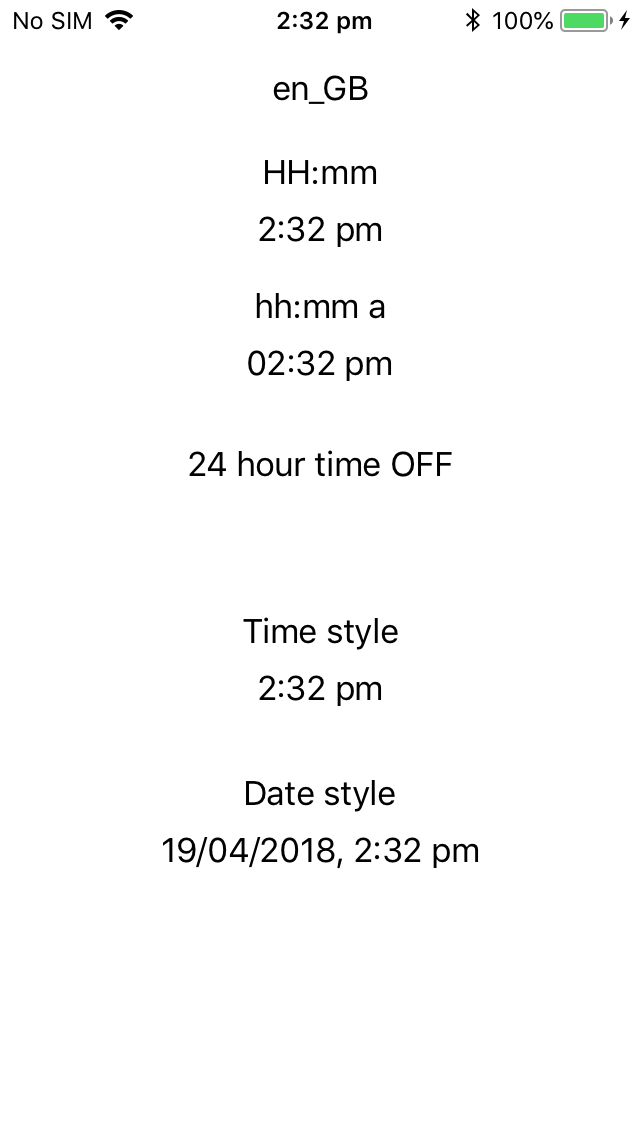 No SIM 2:32 pm 100%
en_GB
HH:mm
2:32 pm
hh:mm a
02:32 pm
24 hour time OFF
Time style
2:32 pm
Date style
19/04/2018, 2:32 pm